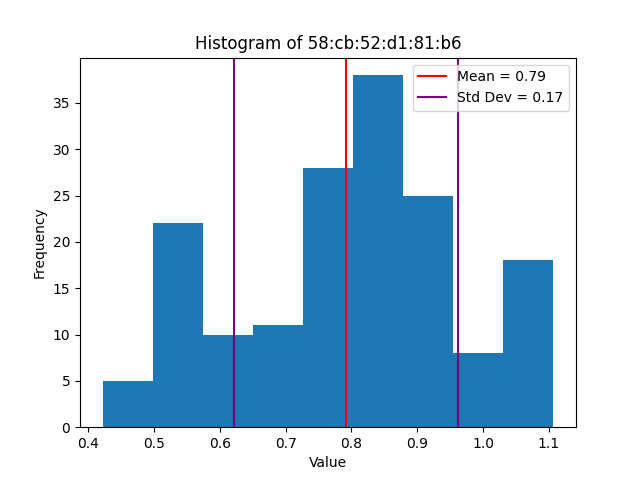 Histogram of 58:cb:52:d1:81:b6
Mean = 0.79
Std Dev = 0.17
Frequency
35
30
25
20
15
10
5
0
0.4 0.5 0.6 0.7 0.8 0.9 1.0 1.1
Value